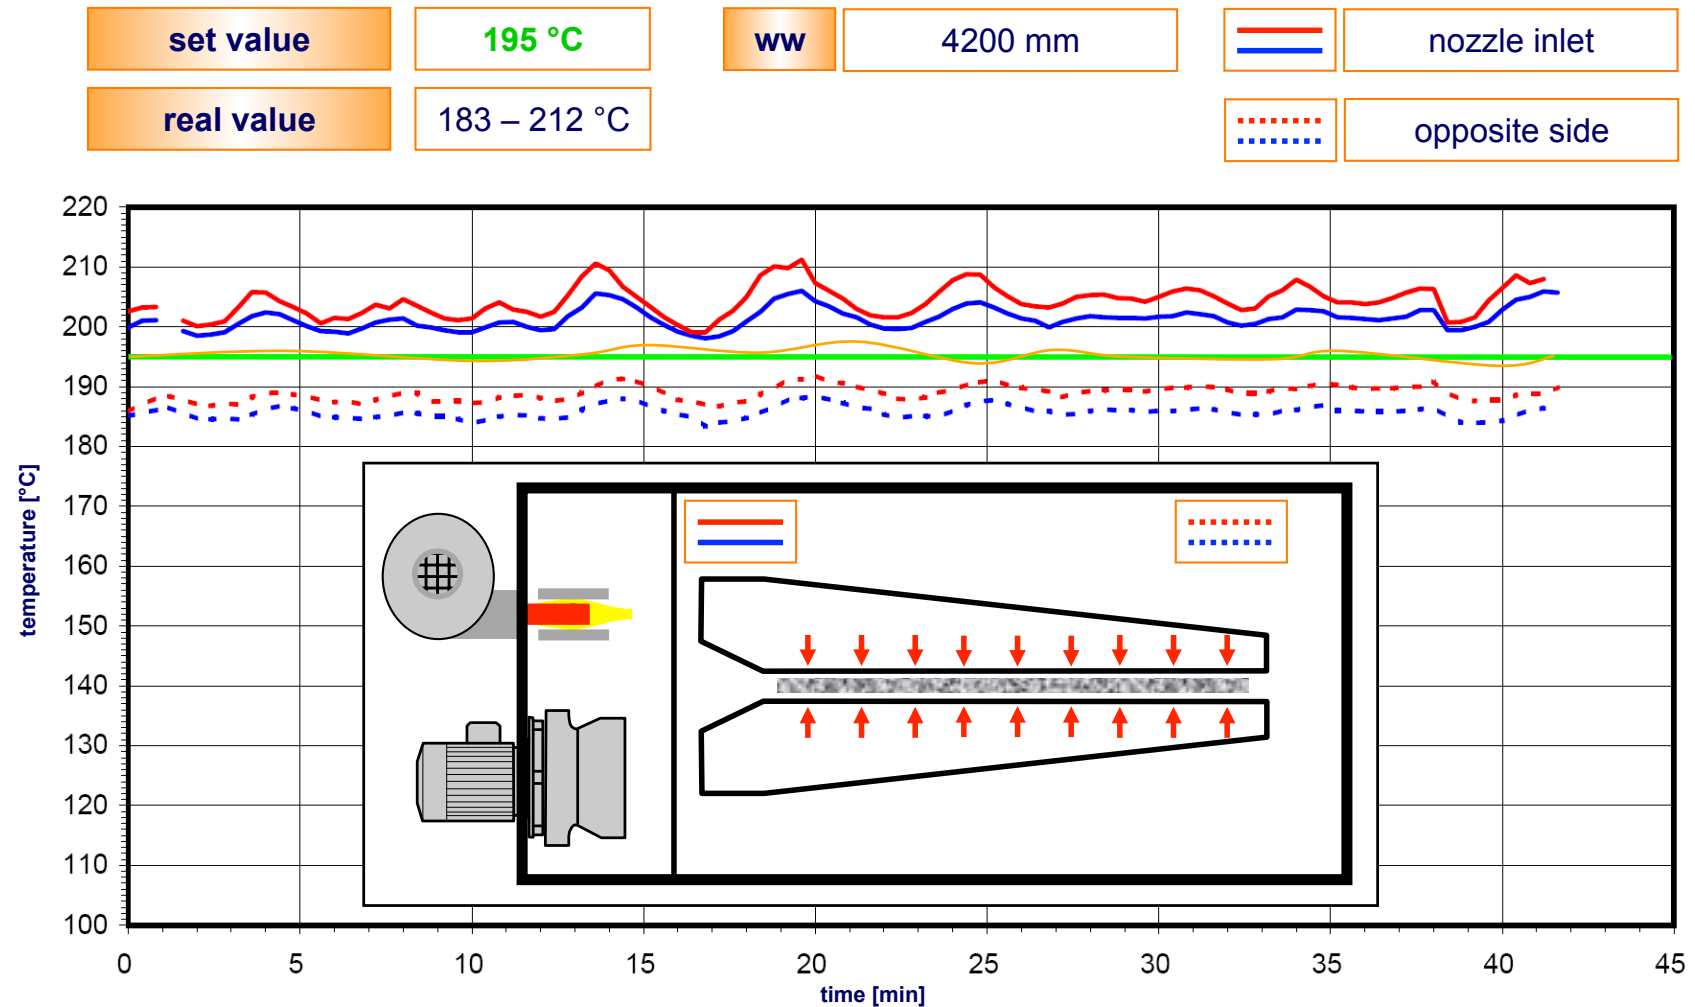 set value 195 °C ww 4200 mm nozzle inlet
real value 183 – 212 °C opposite side
220
210
200
190
180
170
160
150
140
130
120
110
100
temperature [°C]
0 5 10 15 20 25 30 35 40 45
time [min]